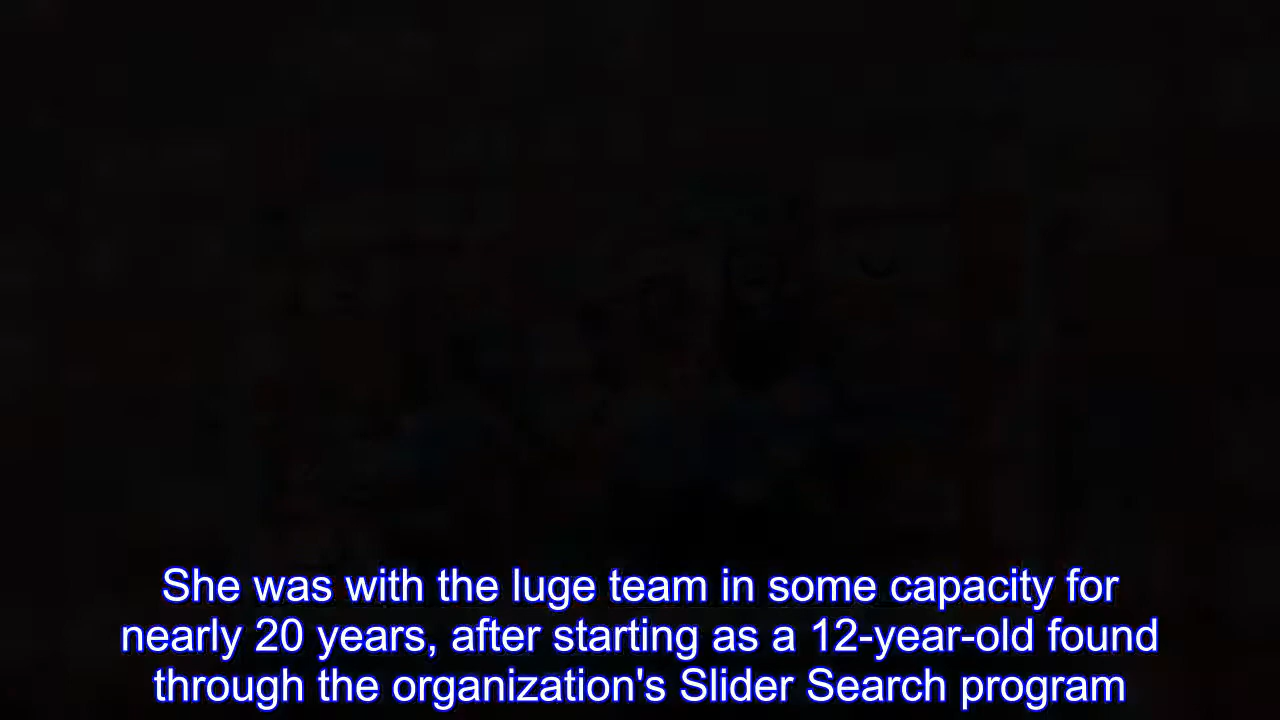 She was with the luge team in some capacity for
nearly 20 years, after starting as a 12-year-old found
through the organization's Slider Search program